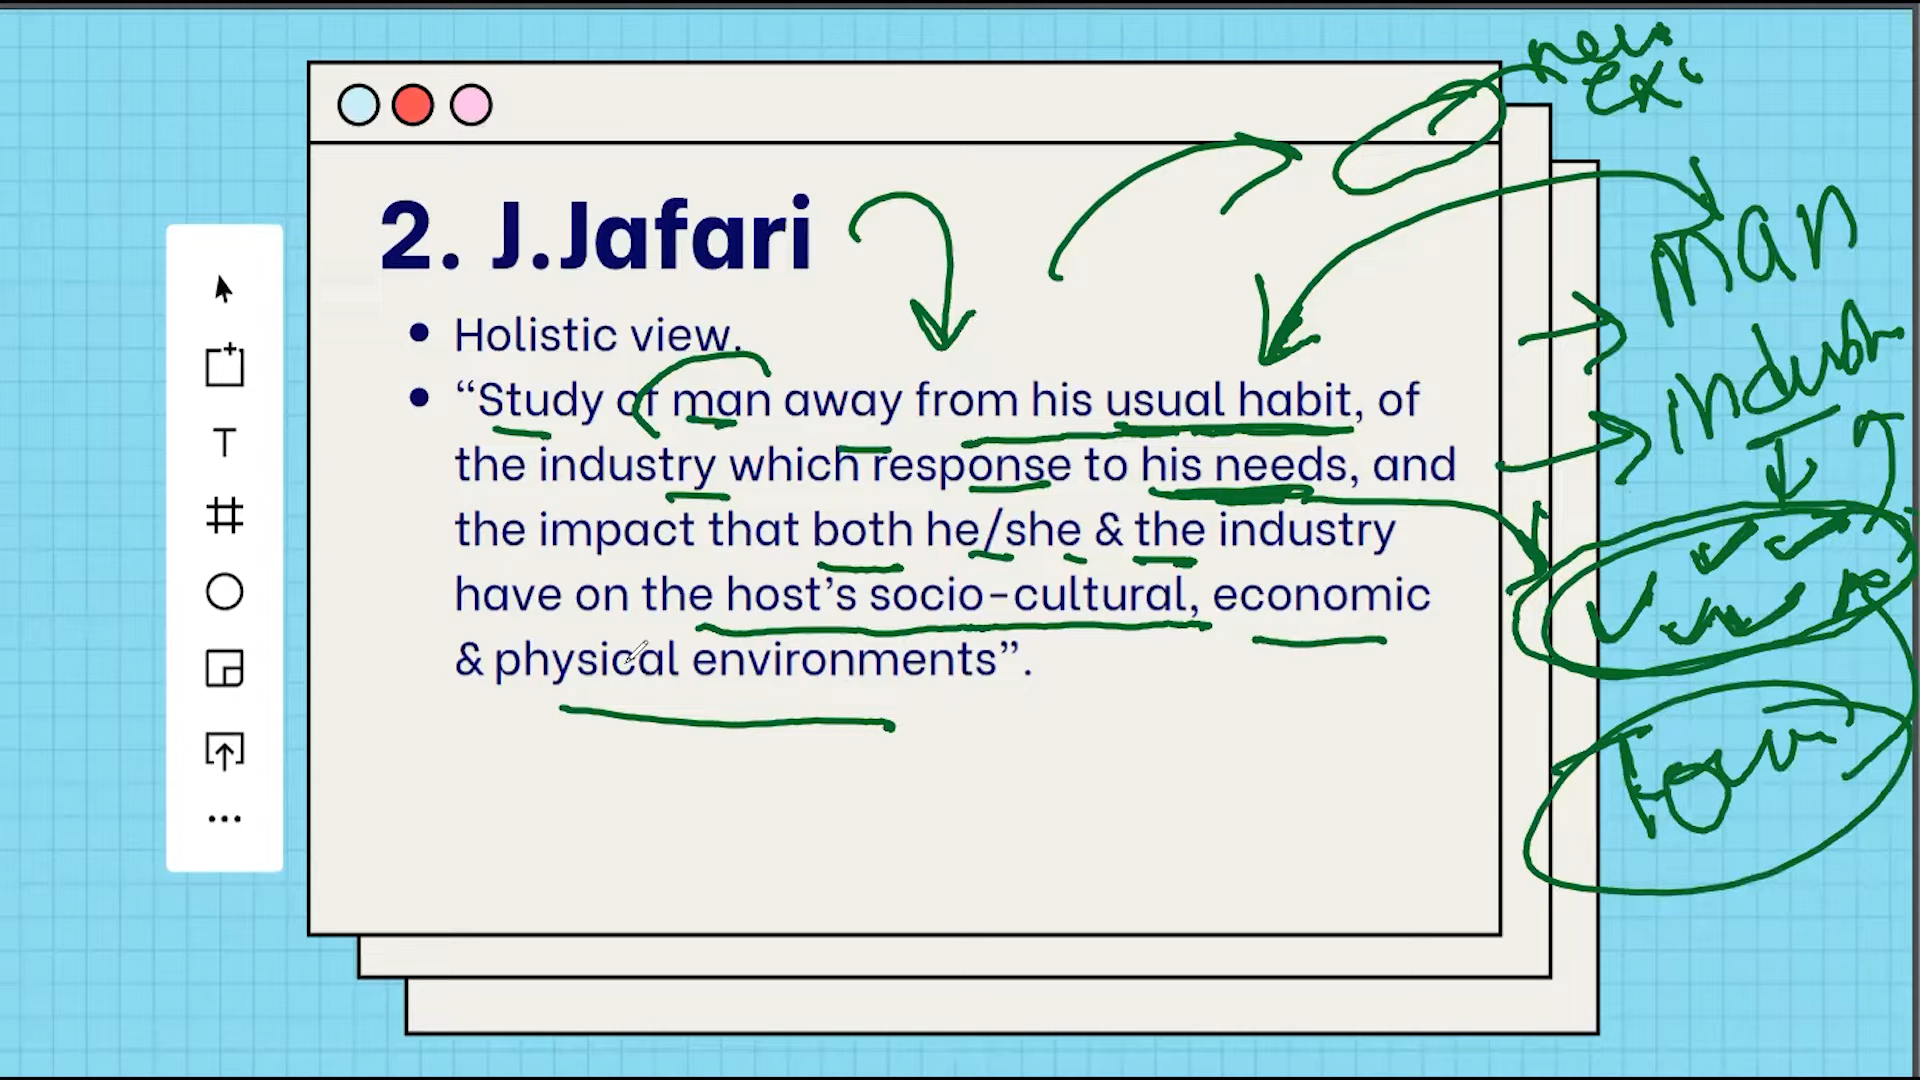 new
Ex
2. J.Jafari
Man
Holistic view.
“Study of man away from his usual habit, of
the industry which response to his needs, and
the impact that both he/she & the industry
have on the host’s socio-cultural, economic
& physical environments”.
T